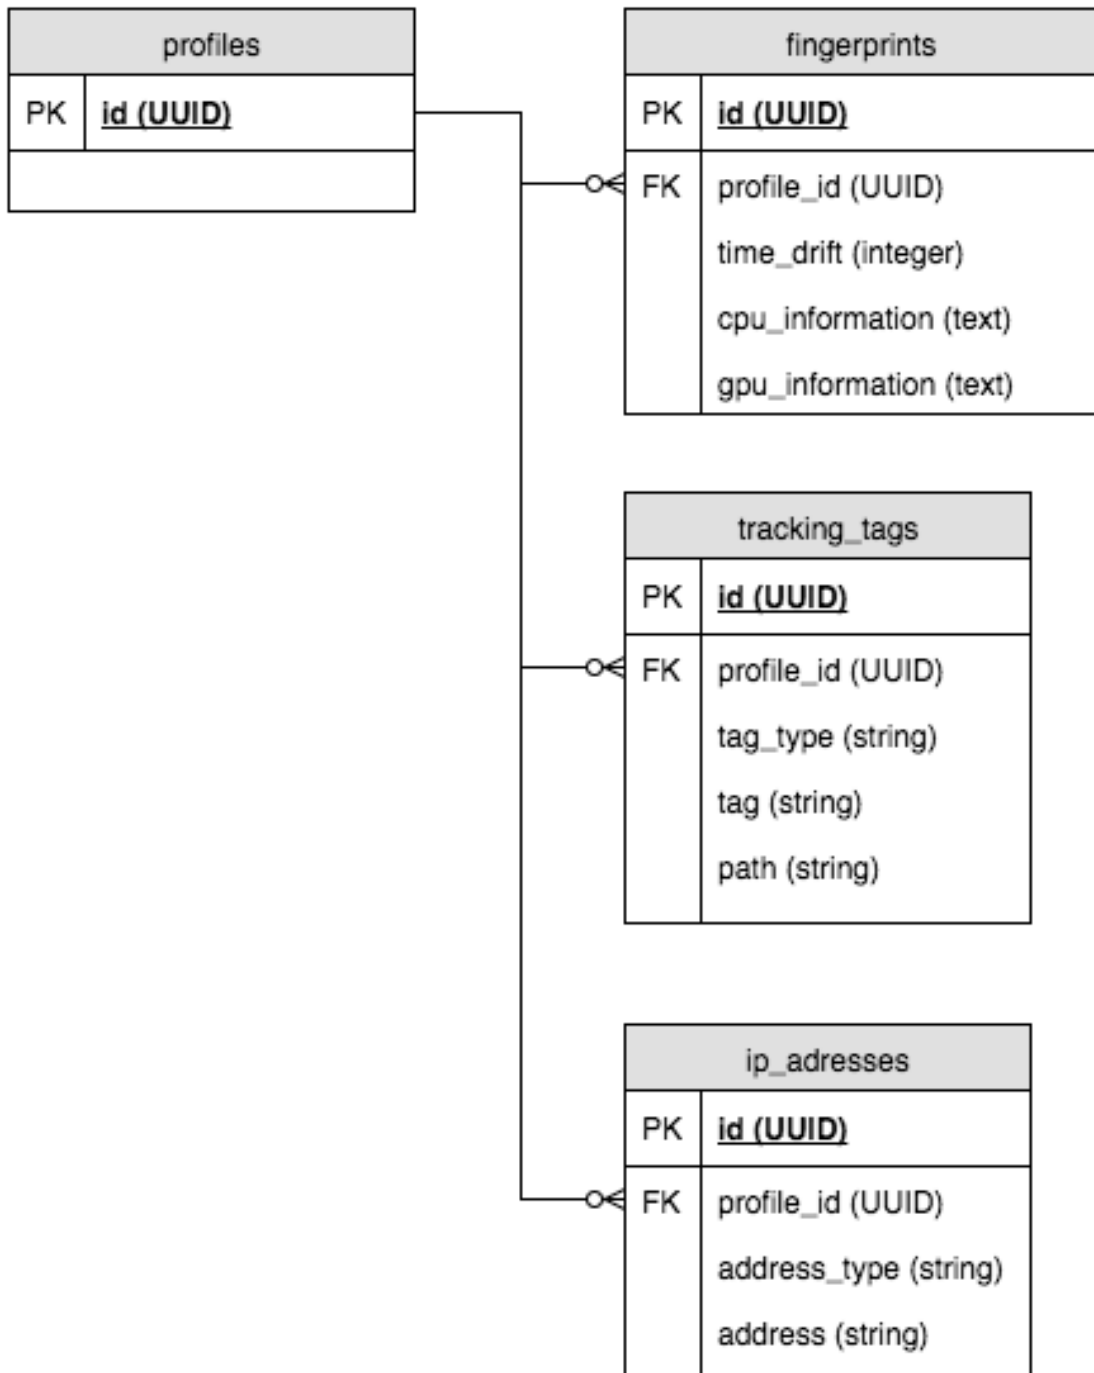 profiles
PK id (UUID)
fingerprints
PK id (UUID)
FK profile_id (UUID)
time_drift (integer)
cpu_information (text)
gpu_information (text)
tracking_tags
PK id (UUID)
FK profile_id (UUID)
tag_type (string)
tag (string)
path (string)
ip_adresses
PK id (UUID)
FK profile_id (UUID)
address_type (string)
address (string)